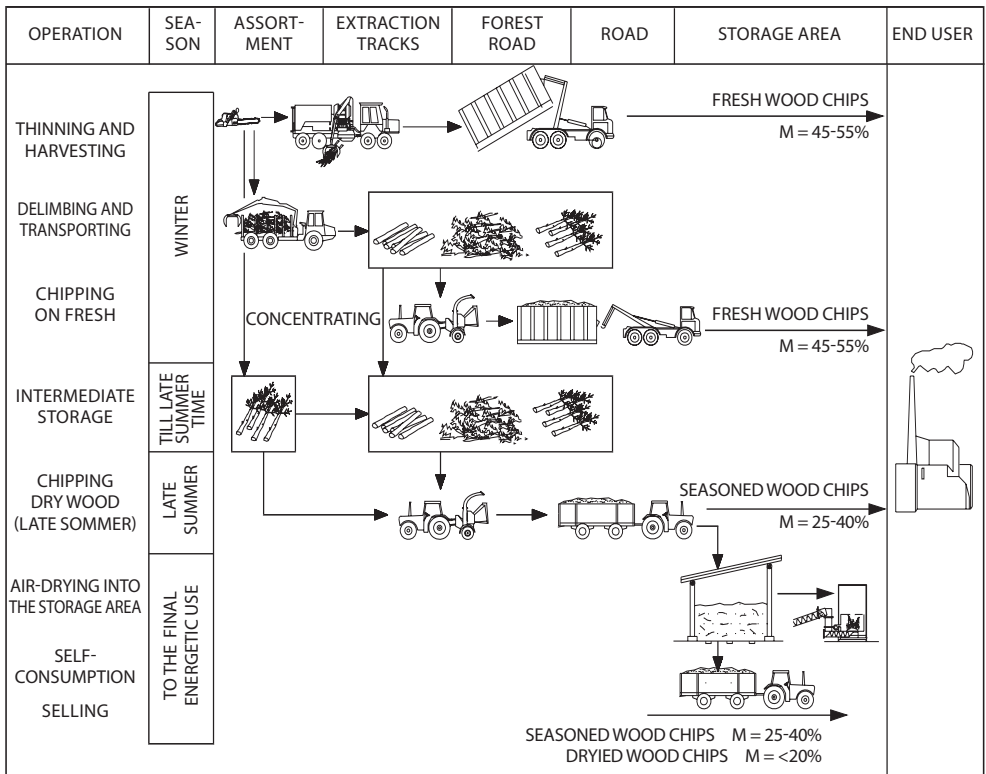 OPERATION
SEA-
SON
ASSORT-
MENT
EXTRACTION
TRACKS
FOREST
ROAD
ROAD
STORAGE AREA
END USER
THINNING AND
HARVESTING
WINTER
FRESH WOOD CHIPS
M = 45-55%
DELIMBING AND
TRANSPORTING
CHIPPING
ON FRESH
CONCENTRATING
FRESH WOOD CHIPS
M = 45-55%
INTERMEDIATE
STORAGE
TILL LATE
SUMMER
TIME
CHIPPING
DRY WOOD
(LATE SOMMER)
LATE
SUMMER
SEASONED WOOD CHIPS
M = 25-40%
AIR-DRYING INTO
THE STORAGE AREA
TO THE FINAL
ENERGETIC USE
SELF-
CONSUMPTION
SELLING
SEASONED WOOD CHIPS M = 25-40%
DRYIED WOOD CHIPS M = <20%